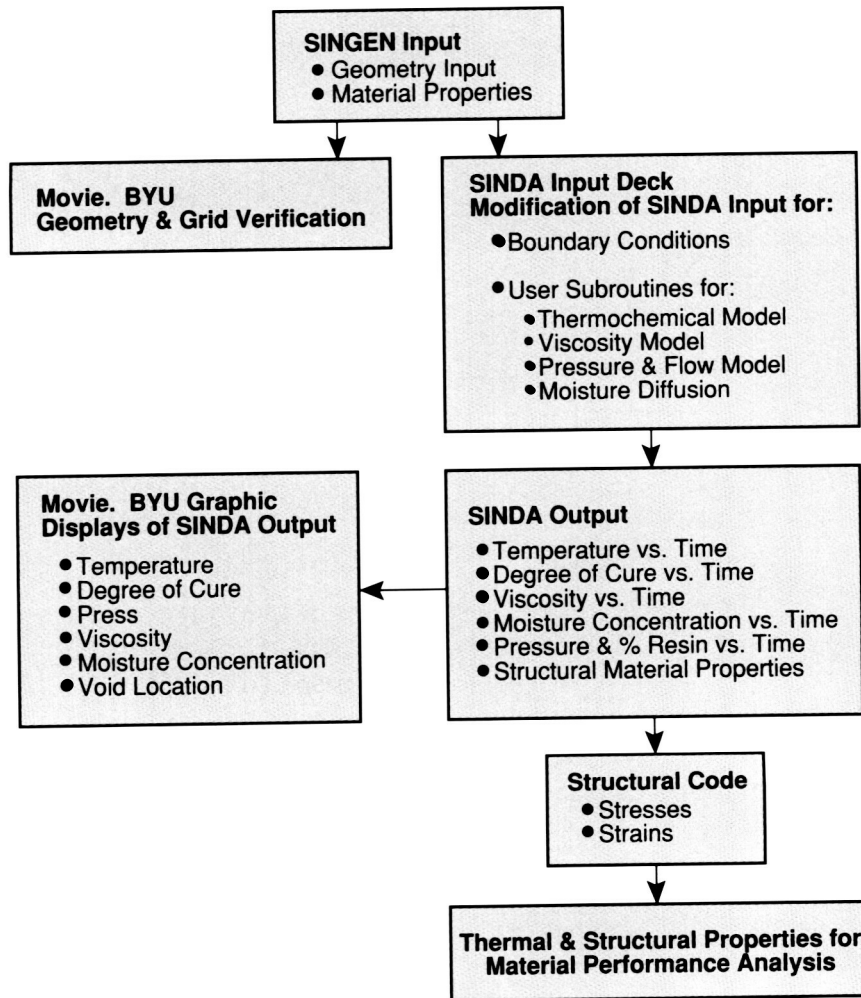 SINGEN Input
● Geometry Input
● Material Properties
Movie. BYU
Geometry & Grid Verification
SINDA Input Deck
Modification of SINDA Input for:
● Boundary Conditions
● User Subroutines for:
● Thermochemical Model
● Viscosity Model
● Pressure & Flow Model
● Moisture Diffusion
Movie. BYU Graphic
Displays of SINDA Output
● Temperature
● Degree of Cure
● Press
● Viscosity
● Moisture Concentration
● Void Location
SINDA Output
● Temperature vs. Time
● Degree of Cure vs. Time
● Viscosity vs. Time
● Moisture Concentration vs. Time
● Pressure & % Resin vs. Time
● Structural Material Properties
Structural Code
● Stresses
● Strains
Thermal & Structural Properties for
Material Performance Analysis